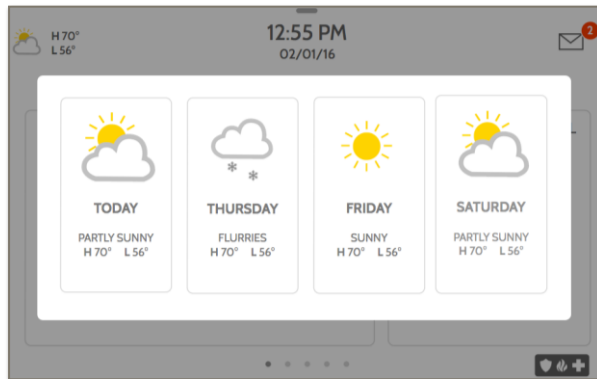 H 70°
L 56°
12:55 PM
02/01/16
2
TODAY
PARTLY SUNNY
H 70° L 56°
THURSDAY
FLURRIES
H 70° L 56°
FRIDAY
SUNNY
H 70° L 56°
SATURDAY
PARTLY SUNNY
H 70° L 56°